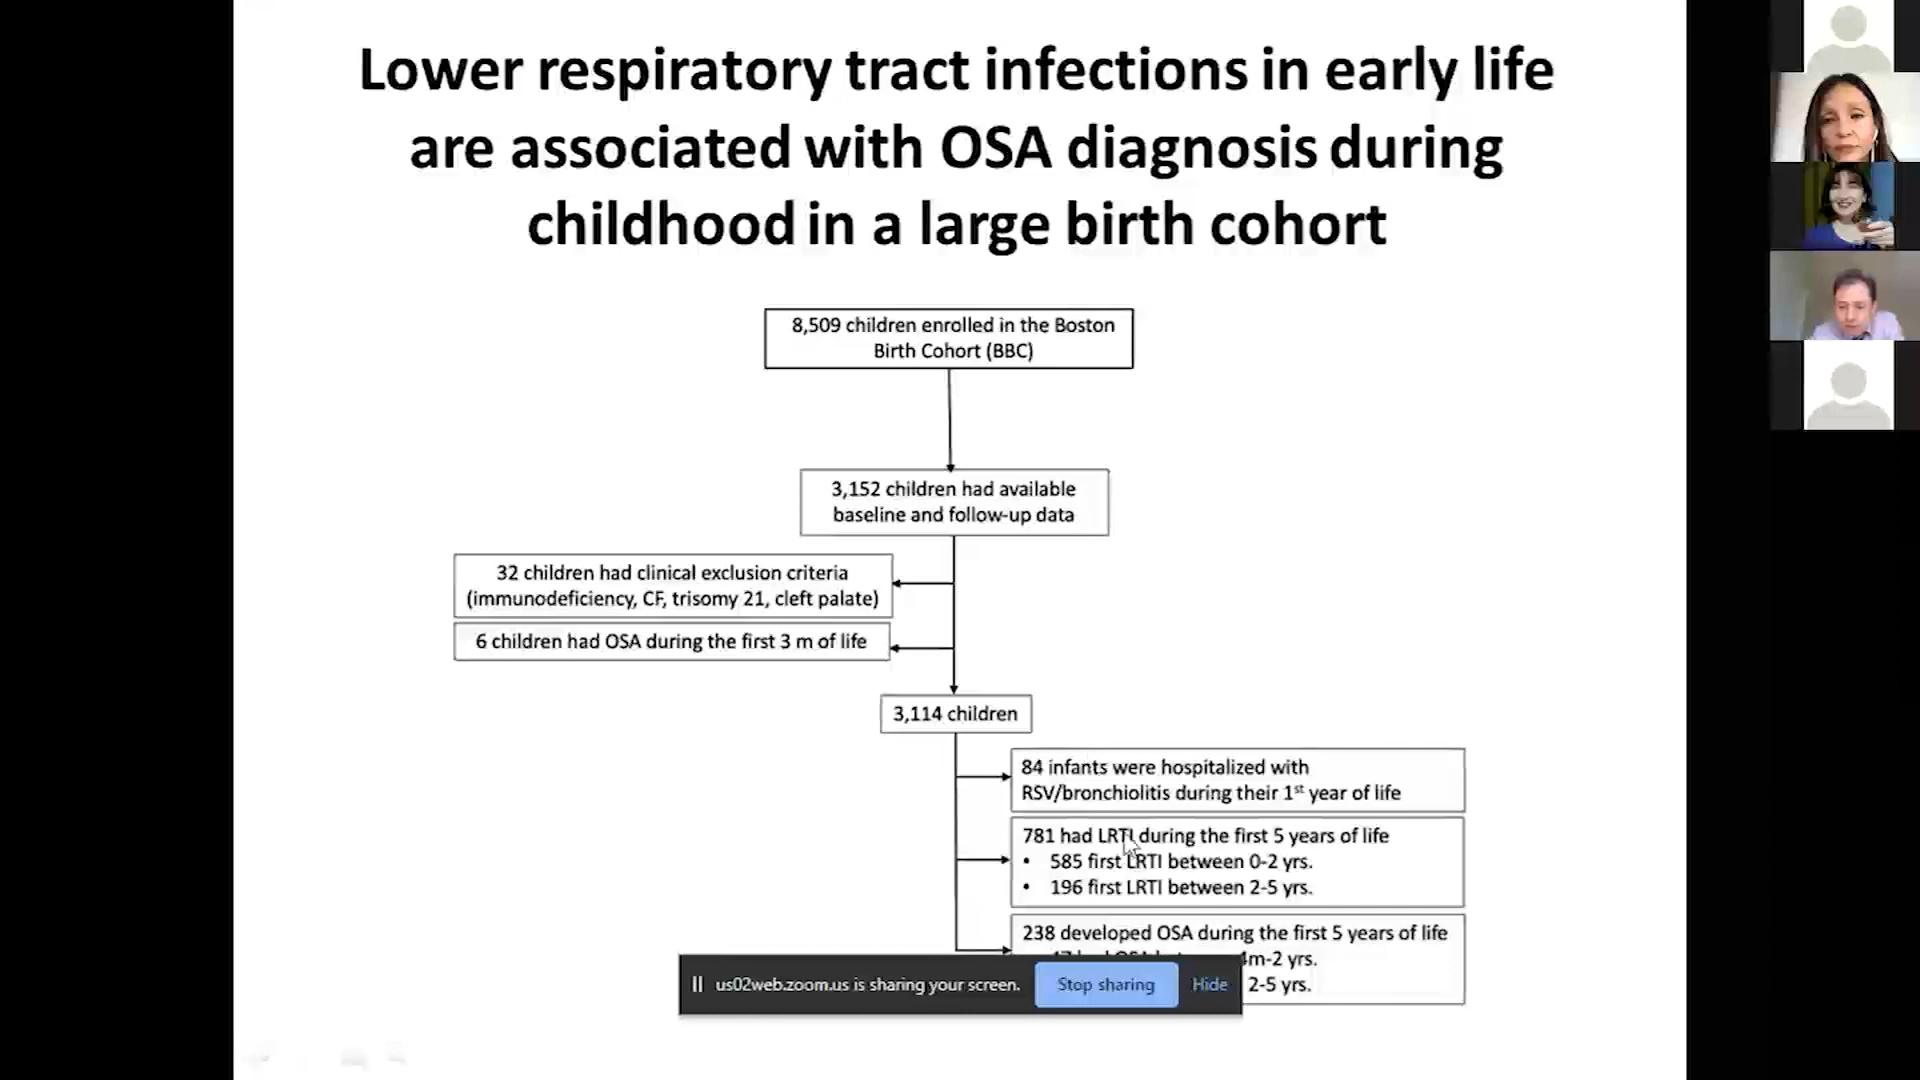 Lower respiratory tract infections in early life
are associated with OSA diagnosis during
childhood in a large birth cohort
8,509 children enrolled in the Boston
Birth Cohort (BBC)
3,152 children had available
baseline and follow-up data
32 children had clinical exclusion criteria
(immunodeficiency, CF, trisomy 21, cleft palate)
6 children had OSA during the first 3 m of life
3,114 children
84 infants were hospitalized with
RSV/bronchiolitis during their 1st year of life
781 had LRTI during the first 5 years of life
• 585 first LRTI between 0-2 yrs.
• 196 first LRTI between 2-5 yrs.
238 developed OSA during the first 5 years of life
4m-2 yrs.
2-5 yrs.
us02web.zoom.us is sharing your screen.
Stop sharing
Hide